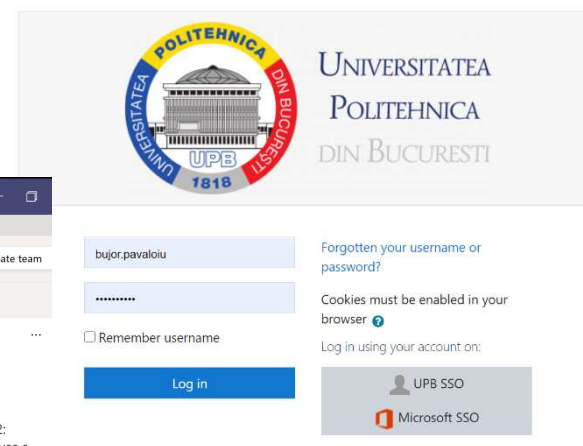 UNIVERSITATEA POLITEHNICA DIN BUCUREȘTI
UPB
1818
UNIVERSITATEA
POLITEHNICA
DIN BUCURESTI
ate team
...
2:
bujor.pavaloiu
••••••••••
Remember username
Log in
Forgotten your username or
password?
Cookies must be enabled in your
browser ?
Log in using your account on:
UPB SSO
Microsoft SSO